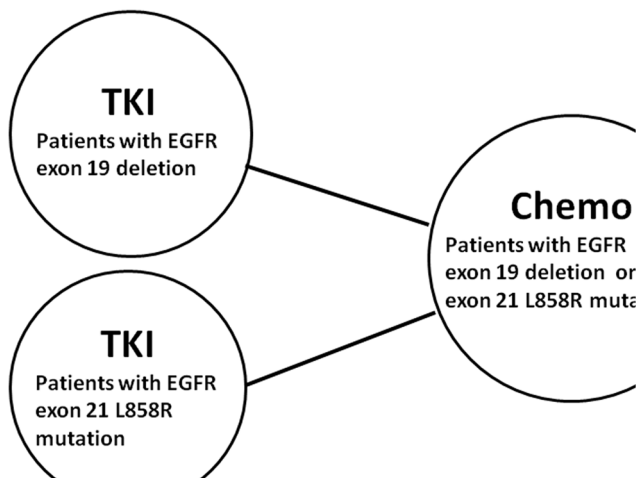 TKI
Patients with EGFR
exon 19 deletion
Chemo
Patients with EGFR
exon 19 deletion or
exon 21 L858R muta
TKI
Patients with EGFR
exon 21 L858R
mutation